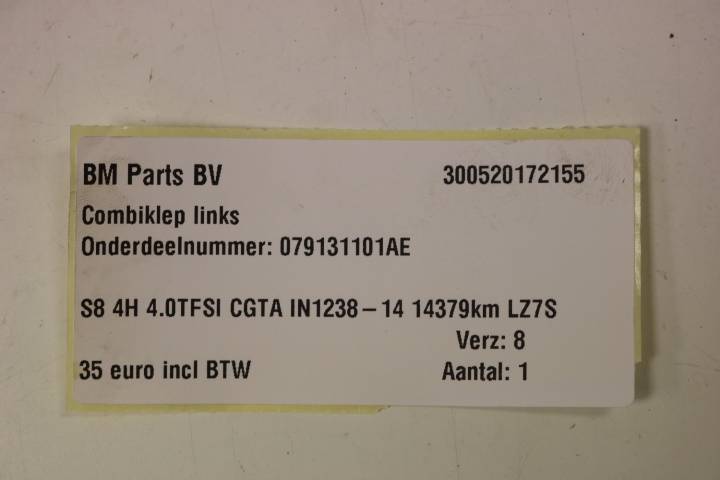 BM Parts BV 300520172155
Combiklep links
Onderdeelnummer: 079131101AE
S8 4H 4.0TFSI CGTA IN1238-14 14379km LZ7S
Verz: 8
35 euro incl BTW Aantal: 1